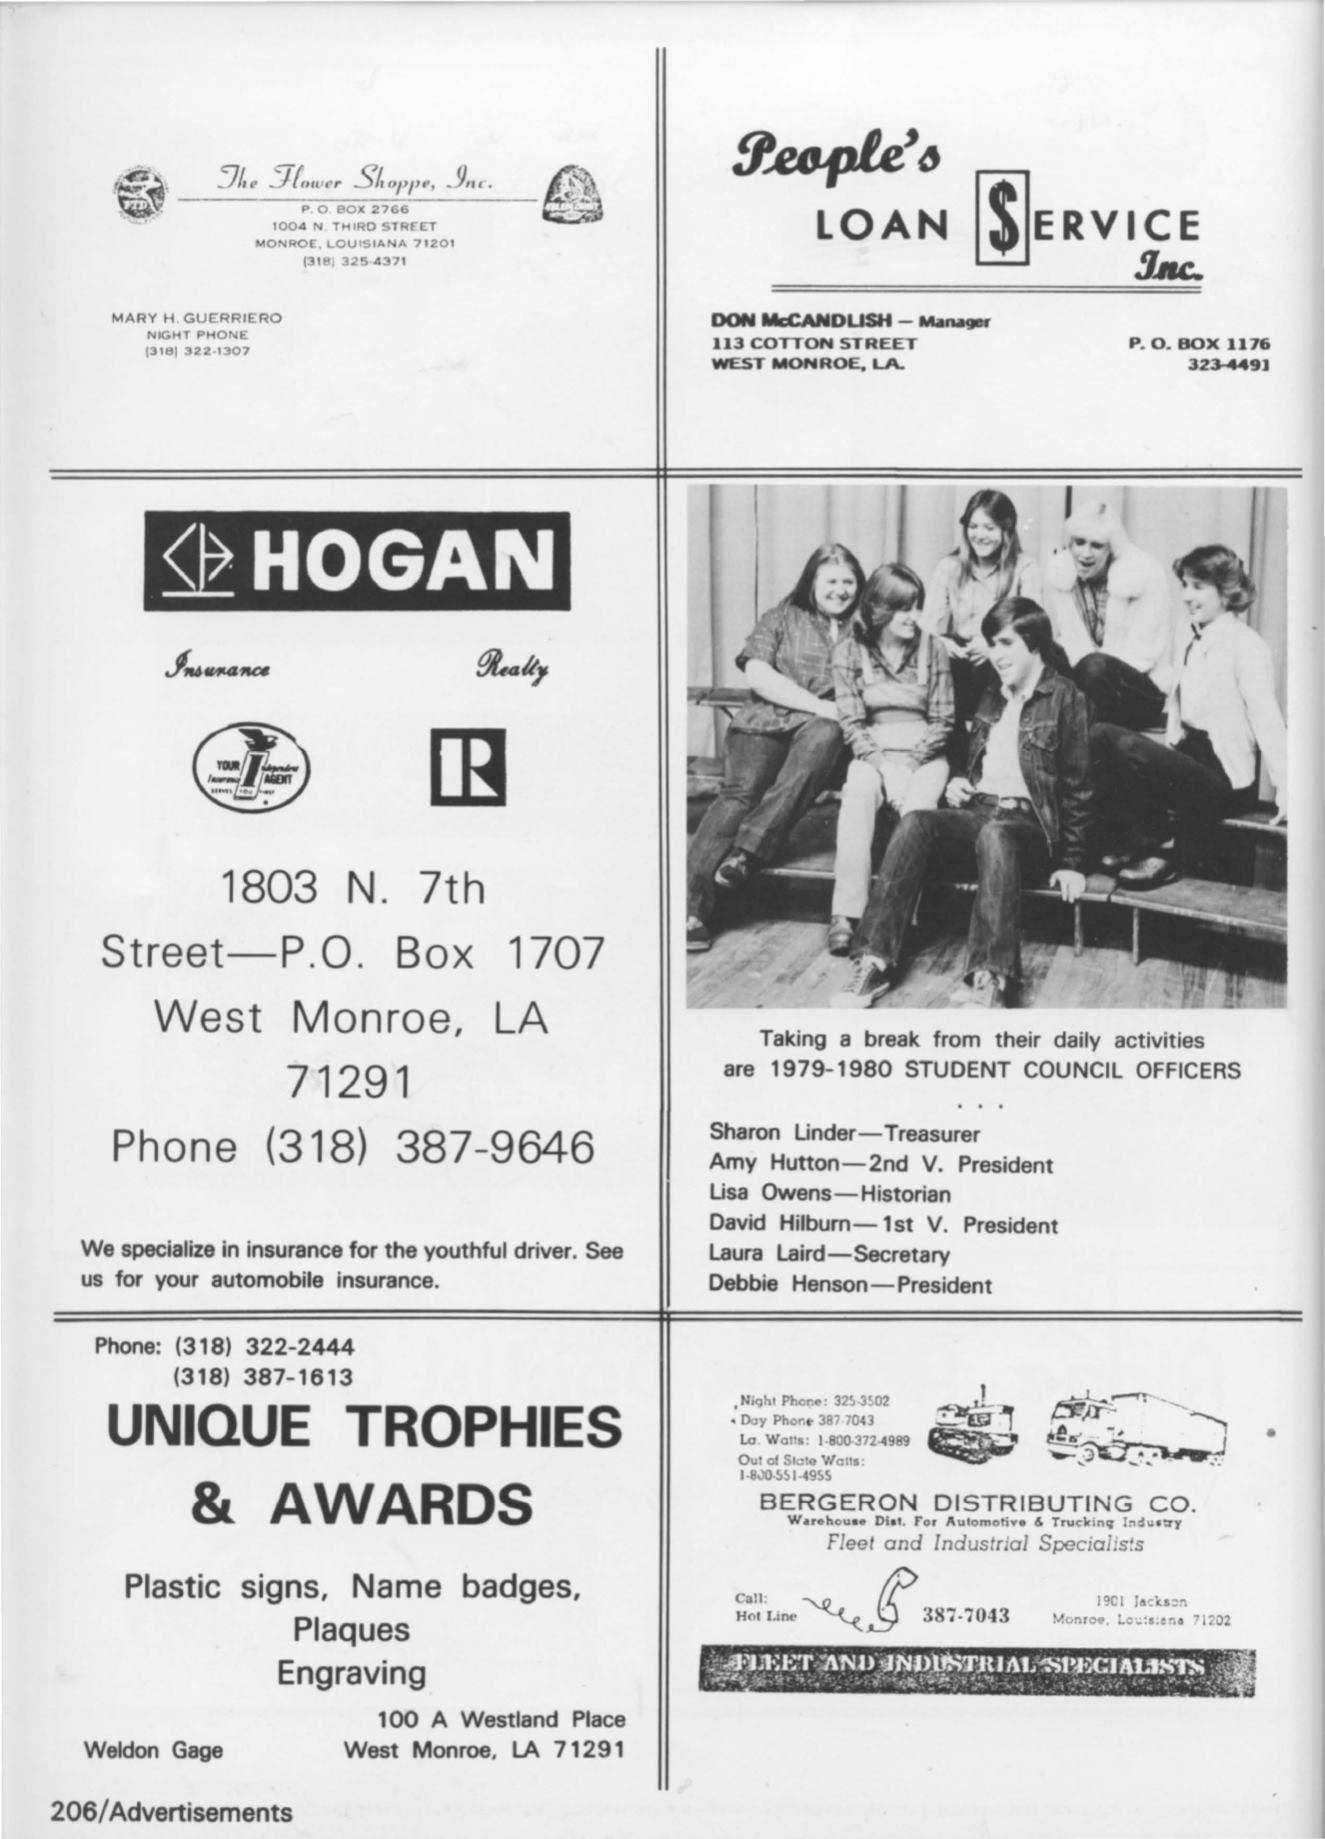 The Flower Shoppe, Inc.
FTD
P. O. BOX 2766
1004 N. THIRD STREET
MONROE, LOUISIANA 71201
(318) 325-4371
MARY H. GUERRIERO
NIGHT PHONE
(318) 322-1307
People's
LOAN $ERVICE
Inc.
DON McCANDLISH — Manager
113 COTTON STREET
WEST MONROE, LA.
P. O. BOX 1176
323-4491
HOGAN
Insurance
Realty
YOUR Independent
Insurance AGENT
SERVES YOU FIRST
R
1803 N. 7th
Street—P.O. Box 1707
West Monroe, LA
71291
Phone (318) 387-9646
We specialize in insurance for the youthful driver. See
us for your automobile insurance.
Taking a break from their daily activities
are 1979-1980 STUDENT COUNCIL OFFICERS
. . .
Sharon Linder—Treasurer
Amy Hutton—2nd V. President
Lisa Owens—Historian
David Hilburn—1st V. President
Laura Laird—Secretary
Debbie Henson—President
Phone: (318) 322-2444
(318) 387-1613
UNIQUE TROPHIES
& AWARDS
Plastic signs, Name badges,
Plaques
Engraving
100 A Westland Place
Weldon Gage West Monroe, LA 71291
Night Phone: 325-3502
Day Phone 387-7043
La. Watts: 1-800-372-4989
Out of State Watts:
1-800-551-4955
BERGERON DISTRIBUTING CO.
Warehouse Dist. For Automotive & Trucking Industry
Fleet and Industrial Specialists
Call:
Hot Line
387-7043
1901 Jackson
Monroe, Louisiana 71202
FLEET AND INDUSTRIAL SPECIALISTS
206/Advertisements